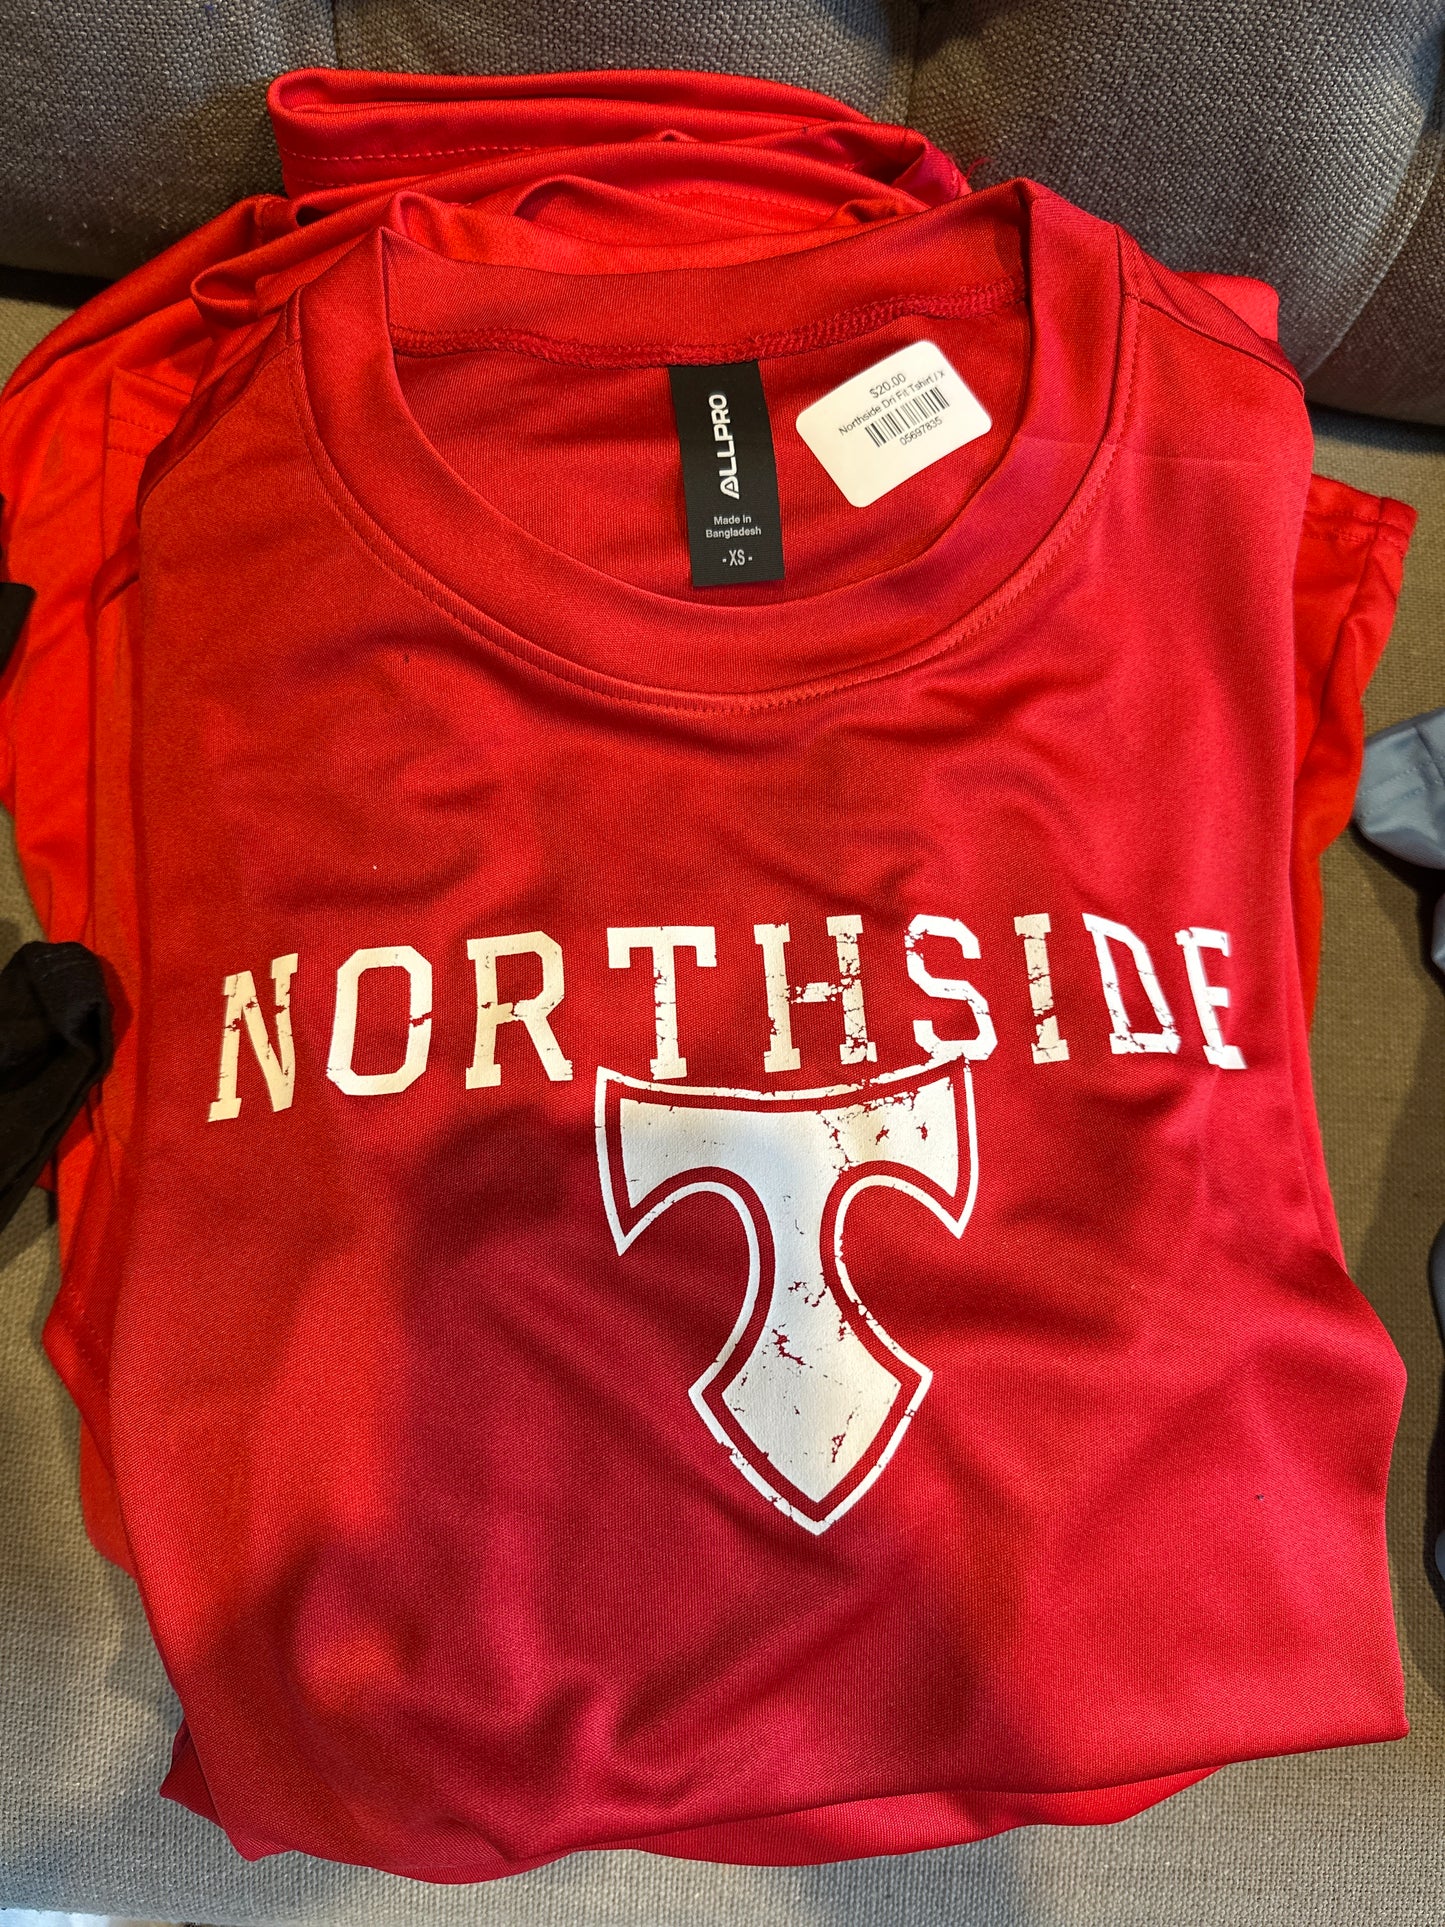 ALLPRO
Made in
Bangladesh
- XS -
$20.00
Northside Dri Fit Tshirt / X
05697835
NORTHSIDE
T